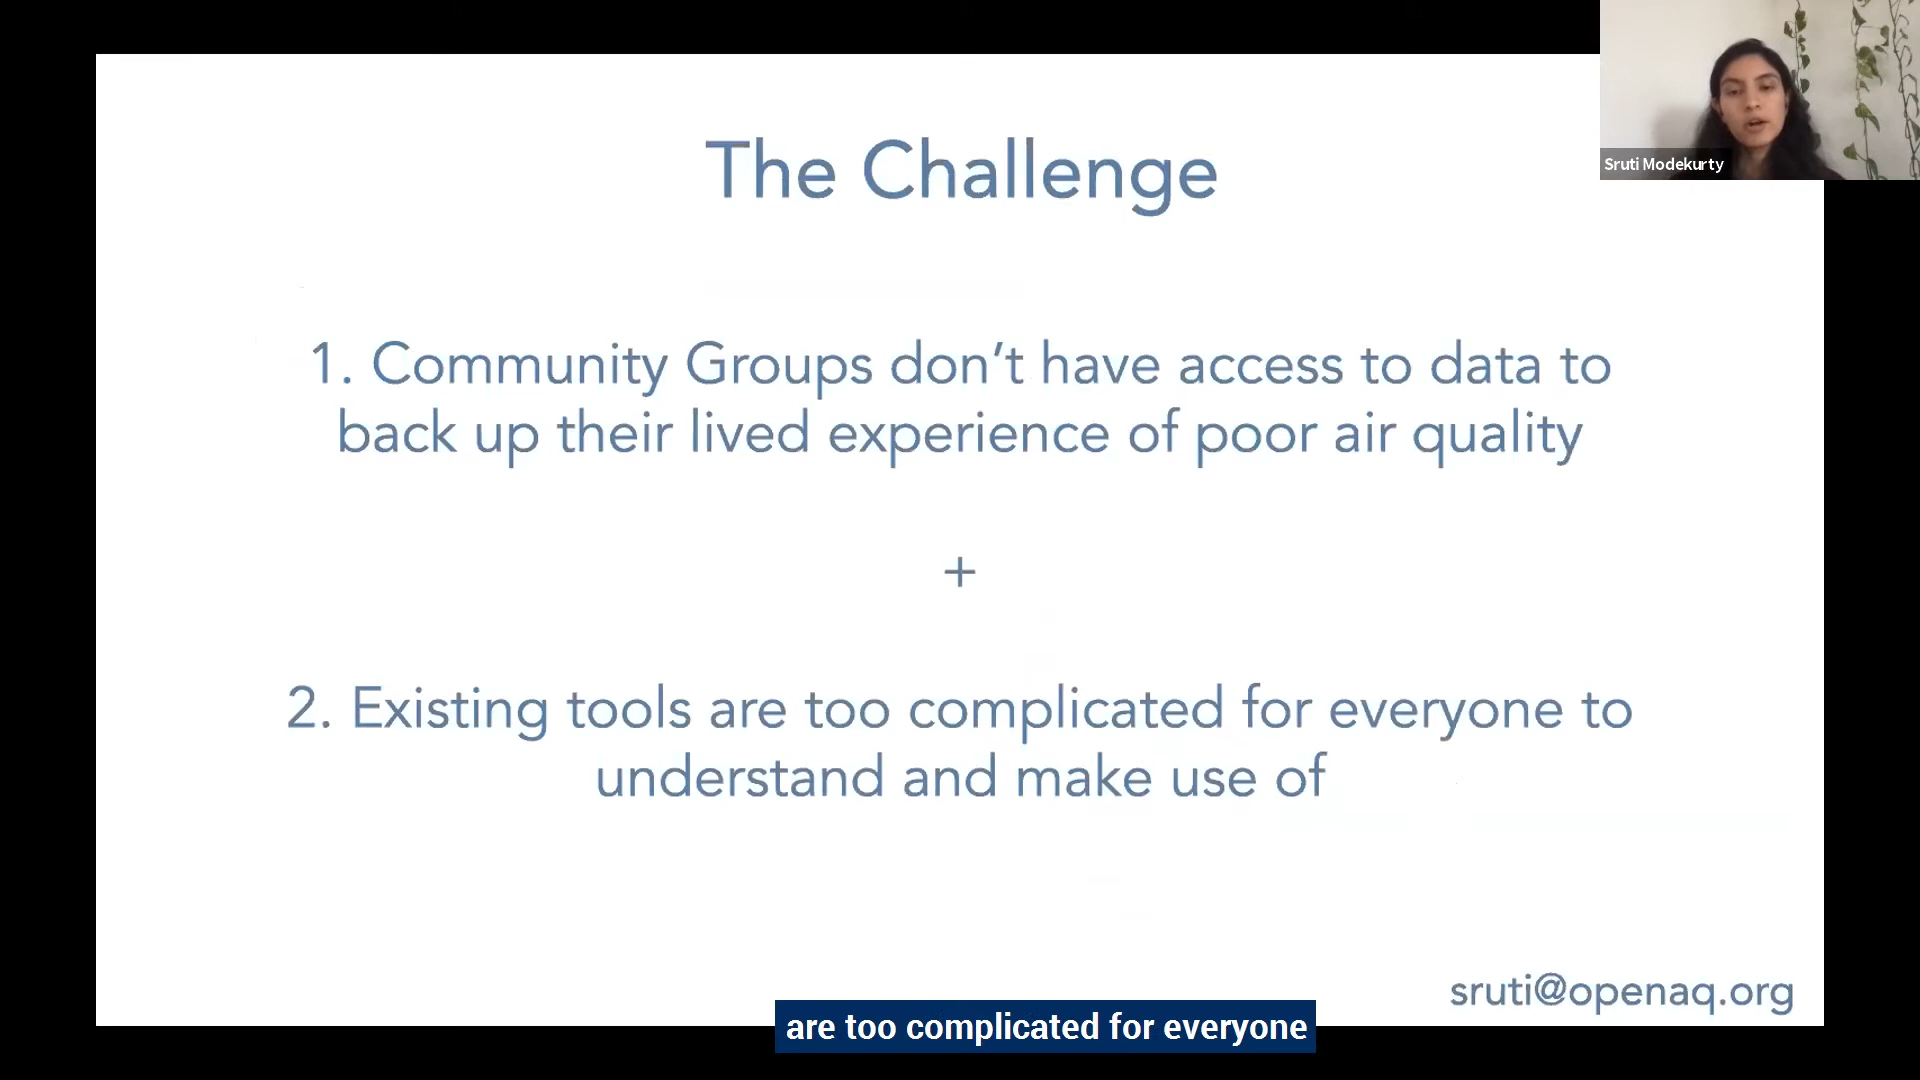 The Challenge
Sruti Modekurty
1. Community Groups don’t have access to data to
back up their lived experience of poor air quality
+
2. Existing tools are too complicated for everyone to
understand and make use of
sruti@openaq.org
are too complicated for everyone